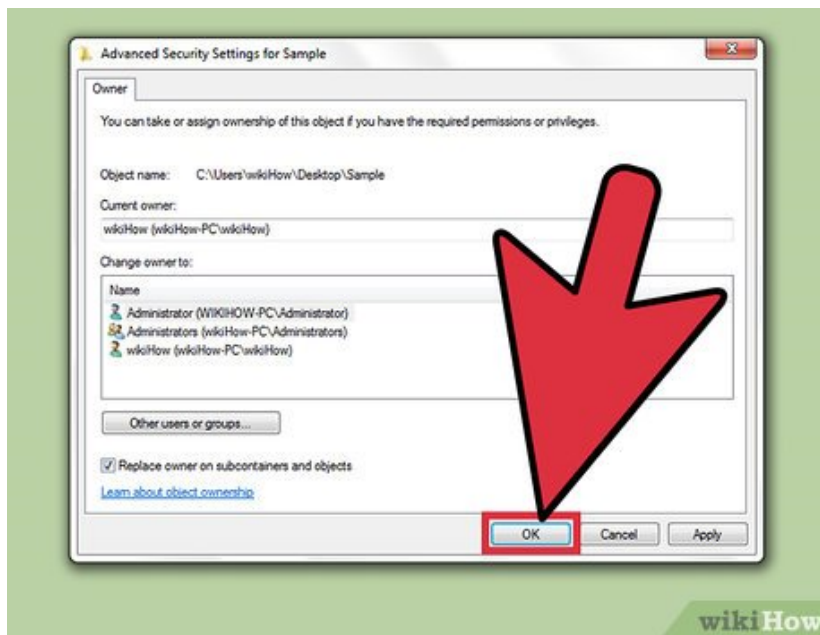 Advanced Security Settings for Sample
Owner
You can take or assign ownership of this object if you have the required permissions or privileges.
Object name: C:\Users\wikiHow\Desktop\Sample
Current owner:
wikiHow (wikiHow-PC\wikiHow)
Change owner to:
Name
Administrator (WIKIHOW-PC\Administrator)
Administrators (wikiHow-PC\Administrators)
wikiHow (wikiHow-PC\wikiHow)
Other users or groups...
Replace owner on subcontainers and objects
Learn about object ownership
OK Cancel Apply
wikiHow